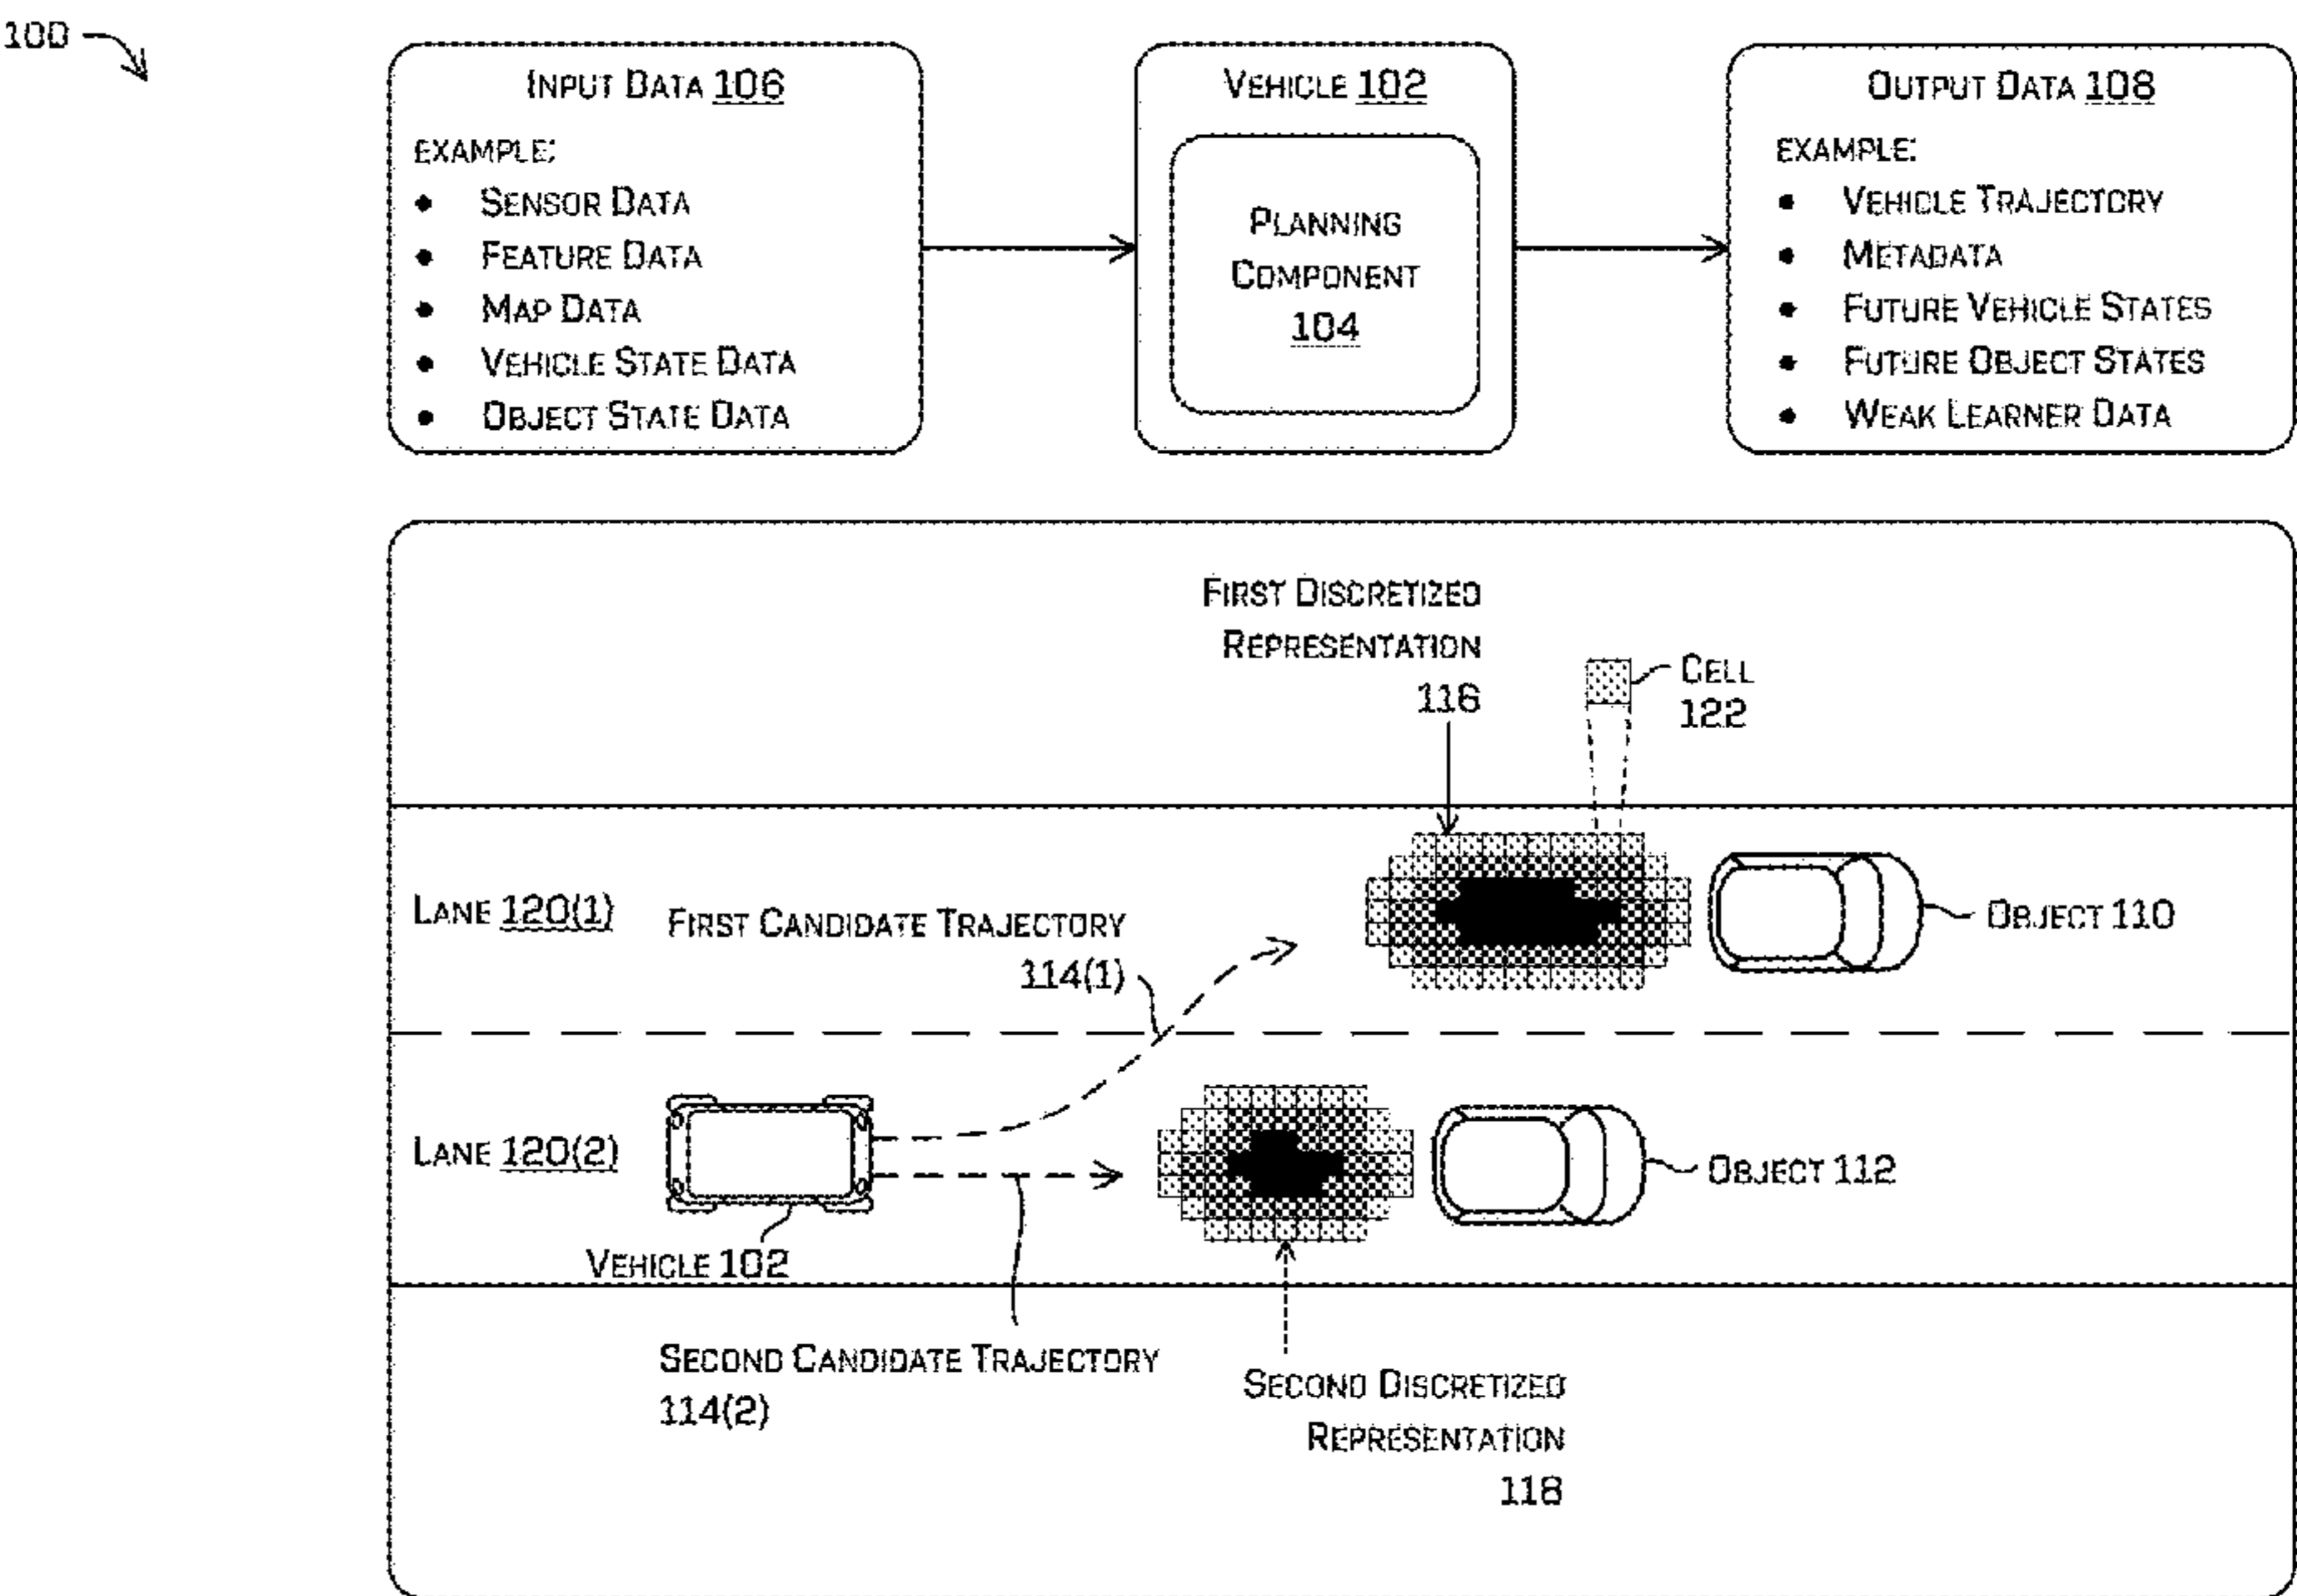 100
INPUT DATA 106
EXAMPLE:
• SENSOR DATA
• FEATURE DATA
• MAP DATA
• VEHICLE STATE DATA
• OBJECT STATE DATA
VEHICLE 102
PLANNING
COMPONENT
104
OUTPUT DATA 108
EXAMPLE:
• VEHICLE TRAJECTORY
• METADATA
• FUTURE VEHICLE STATES
• FUTURE OBJECT STATES
• WEAK LEARNER DATA
FIRST DISCRETIZED
REPRESENTATION
116
CELL
122
LANE 120(1)
FIRST CANDIDATE TRAJECTORY
114(1)
OBJECT 110
LANE 120(2)
VEHICLE 102
OBJECT 112
SECOND CANDIDATE TRAJECTORY
114(2)
SECOND DISCRETIZED
REPRESENTATION
118